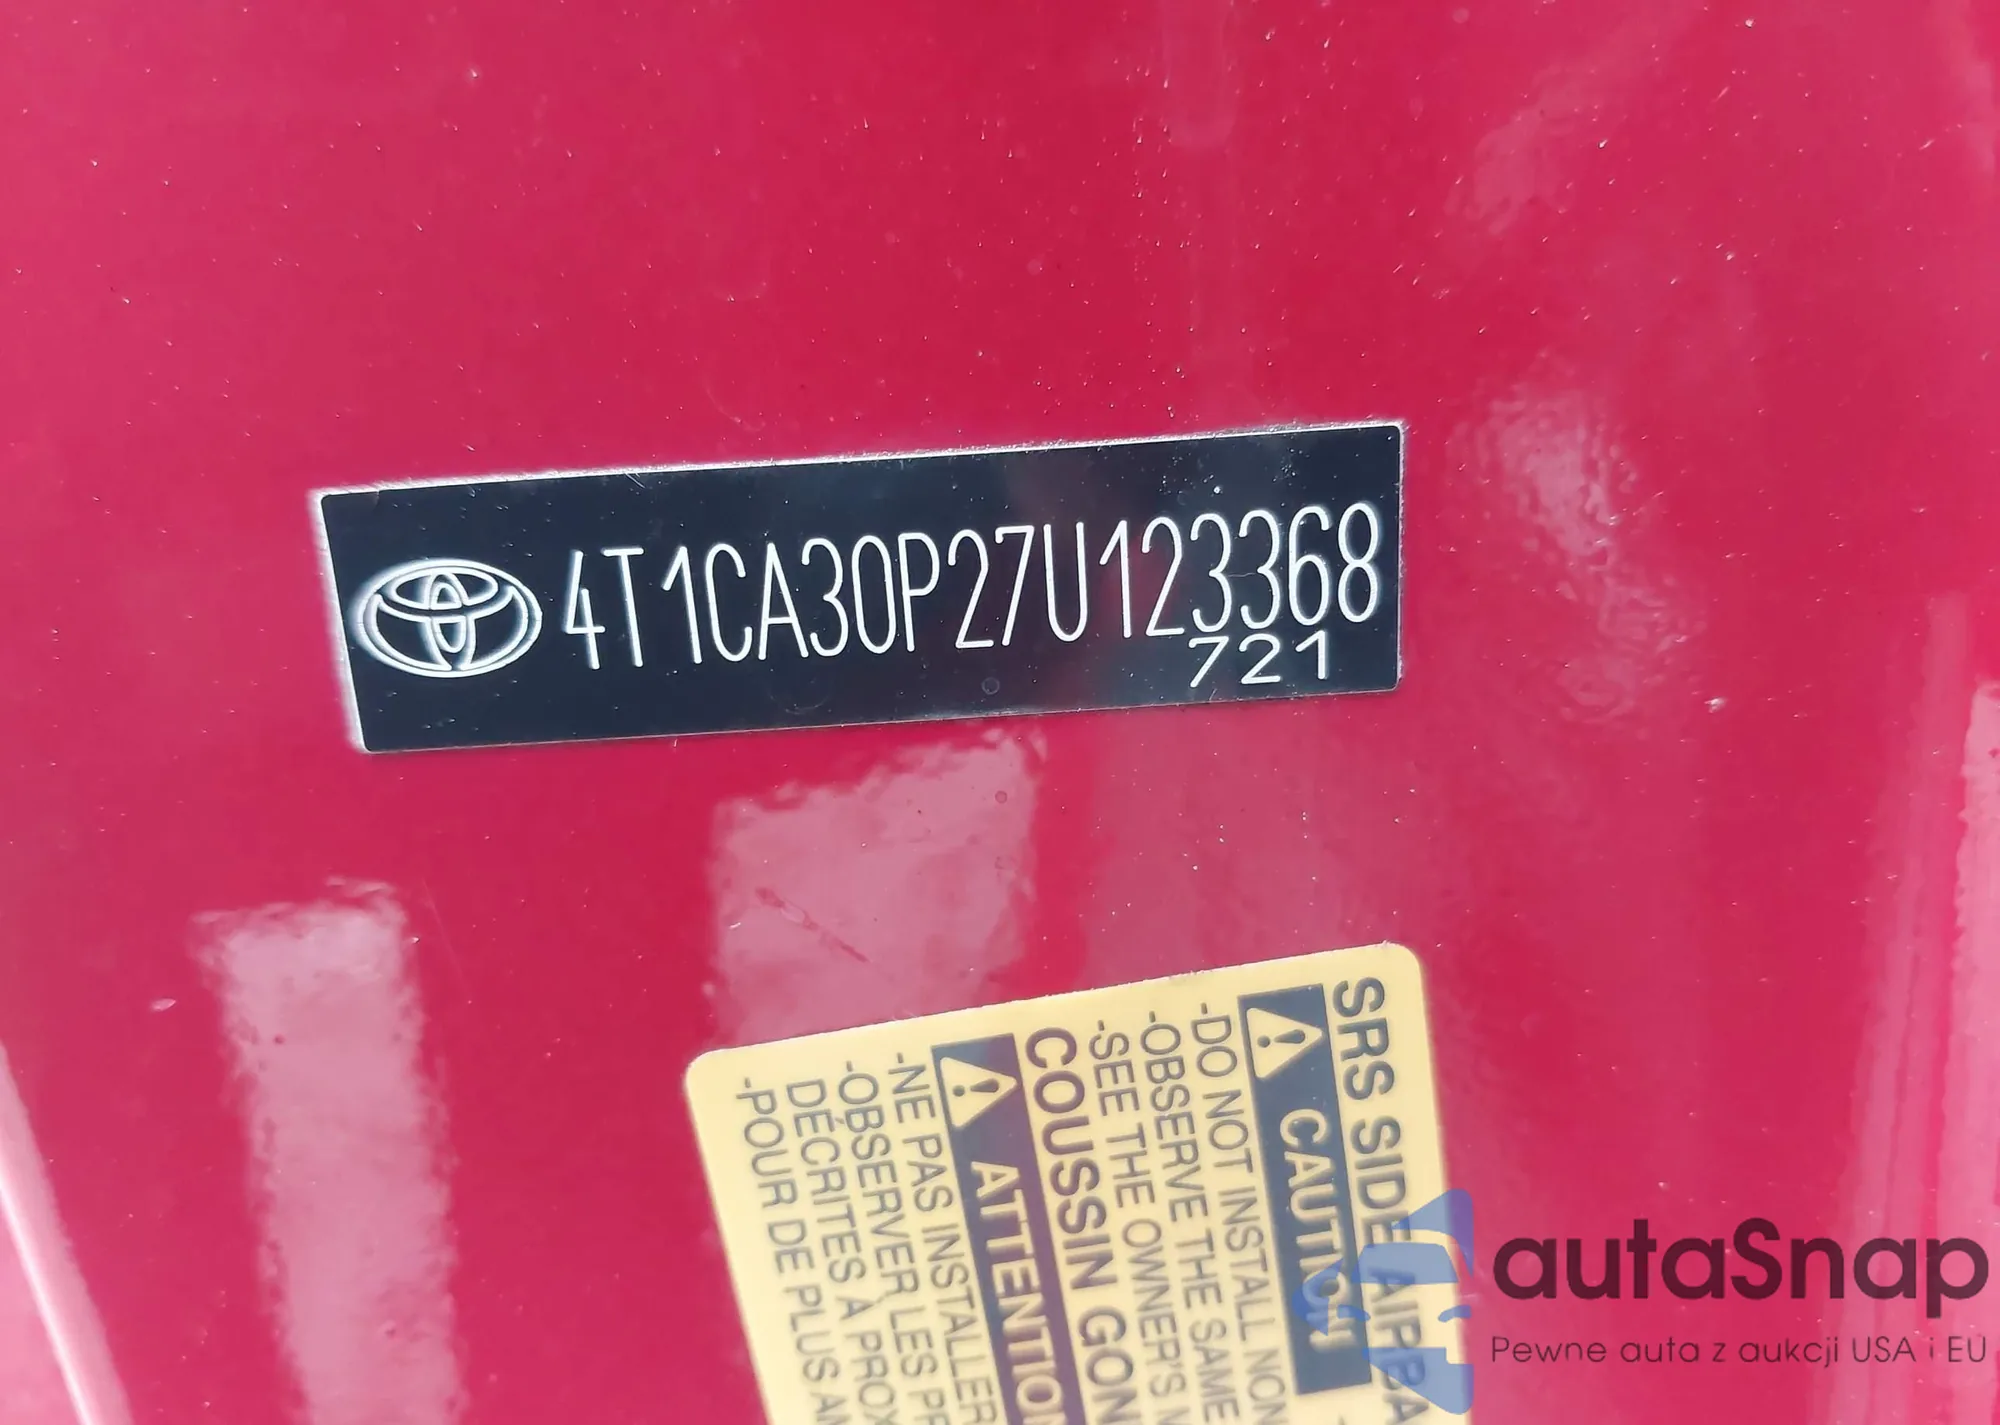 4T1CA30P27U123368
721
SRS SIDE AIRBA
CAUTION
-DO NOT INSTALL NON
-OBSERVE THE SAME
-SEE THE OWNER'S M
COUSSIN GON
ATTENTION
-NE PAS INSTALLER
-OBSERVER LES PR
DÉCRITES À PROX
-POUR DE PLUS AM
autaSnap
Pewne auta z aukcji USA i EU